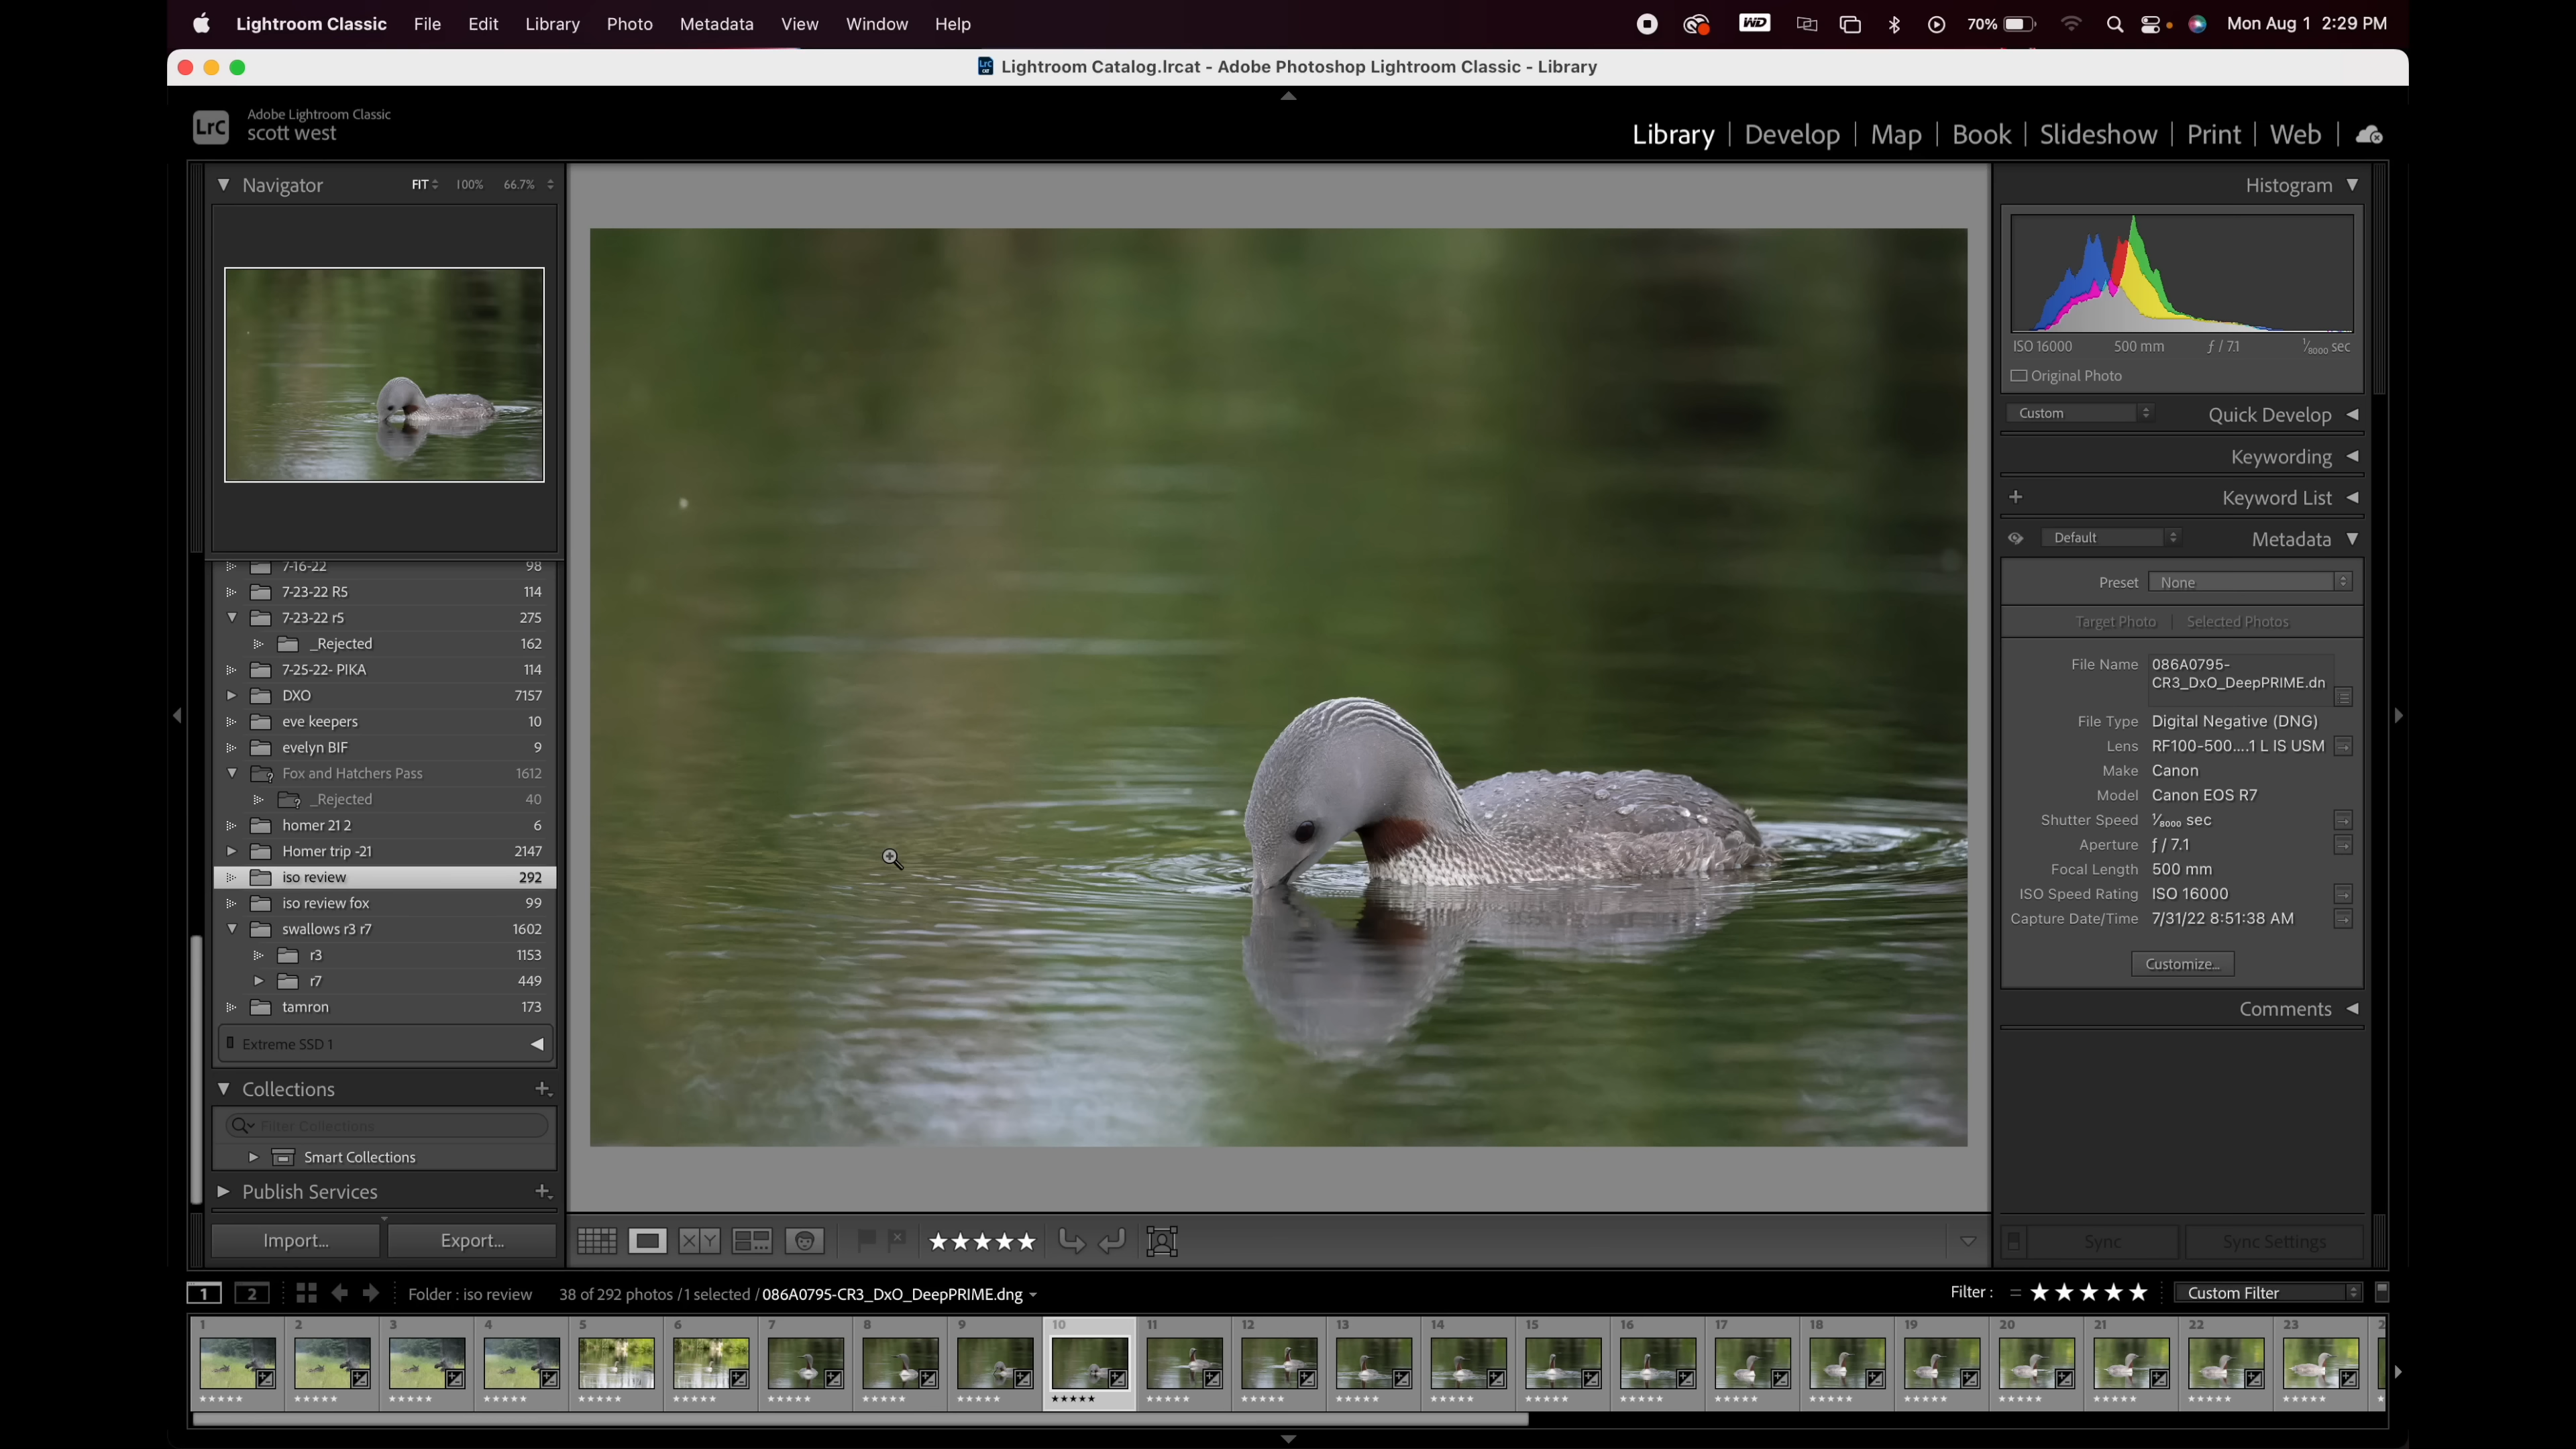 Lightroom Classic File Edit Library Photo Metadata View Window Help 70% Mon Aug 1 2:29 PM
Lightroom Catalog.lrcat - Adobe Photoshop Lightroom Classic - Library
LrC Adobe Lightroom Classic
scott west
Library | Develop | Map | Book | Slideshow | Print | Web
Navigator FIT 100% 66.7%
7-16-22 98
7-23-22 R5 114
7-23-22 r5 275
_Rejected 162
7-25-22- PIKA 114
DXO 7157
eve keepers 10
evelyn BIF 9
Fox and Hatchers Pass 1612
_Rejected 40
homer 21 2 6
Homer trip -21 2147
iso review 292
iso review fox 99
swallows r3 r7 1602
r3 1153
r7 449
tamron 173
Extreme SSD 1
Collections
Filter Collections
Smart Collections
Publish Services
Import... Export...
Histogram
ISO 16000 500 mm ƒ / 7.1 1/8000 sec
Original Photo
Custom Quick Develop
Keywording
Keyword List
Default Metadata
Preset None
Target Photo | Selected Photos
File Name 086A0795-
CR3_DxO_DeepPRIME.dn
File Type Digital Negative (DNG)
Lens RF100-500....1 L IS USM
Make Canon
Model Canon EOS R7
Shutter Speed 1/8000 sec
Aperture ƒ / 7.1
Focal Length 500 mm
ISO Speed Rating ISO 16000
Capture Date/Time 7/31/22 8:51:38 AM
Customize...
Comments
X Y
Sync Sync Settings
1 2 Folder : iso review 38 of 292 photos / 1 selected / 086A0795-CR3_DxO_DeepPRIME.dng Filter : Custom Filter
1 2 3 4 5 6 7 8 9 10 11 12 13 14 15 16 17 18 19 20 21 22 23 2